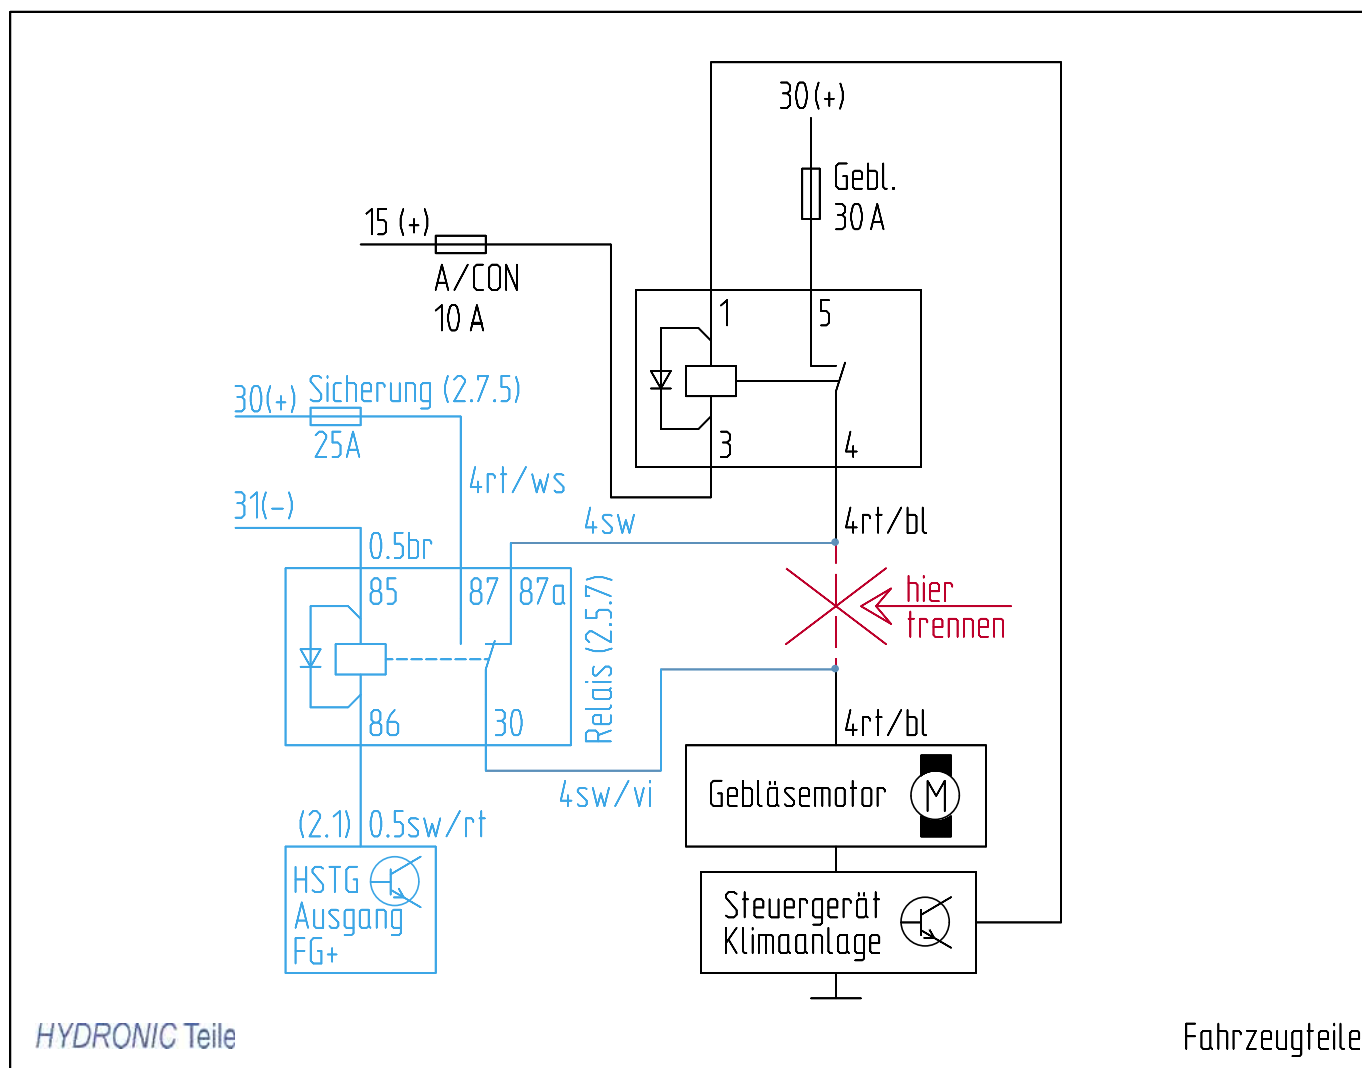 30(+)
Gebl.
30 A
15 (+)
A/CON
10 A
1
5
3
4
30(+)
Sicherung (2.7.5)
25A
4rt/ws
31(-)
0.5br
4sw
4rt/bl
85
87
87a
Relais (2.5.7)
hier
trennen
86
30
4rt/bl
4sw/vi
Gebläsemotor
M
(2.1)
0.5sw/rt
HSTG
Ausgang
FG+
Steuergerät
Klimaanlage
HYDRONIC Teile
Fahrzeugteile